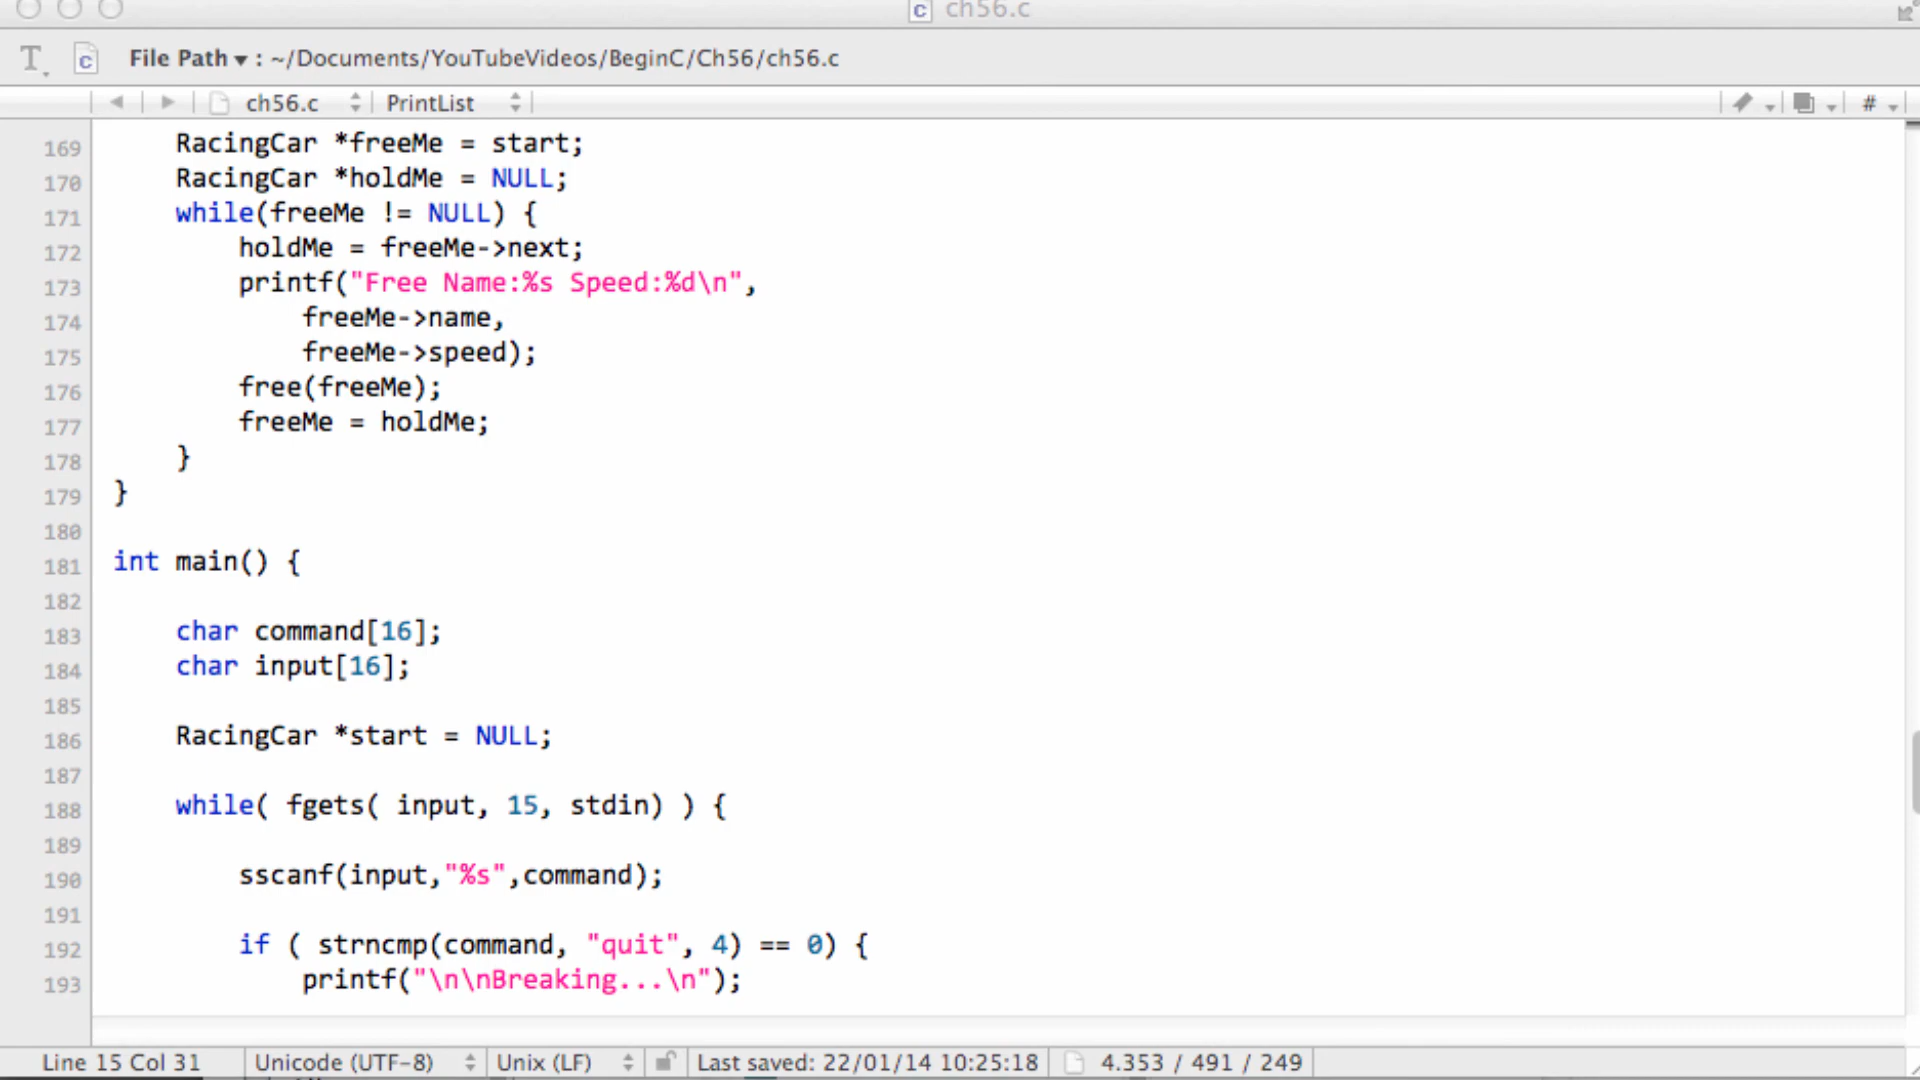 ch56.c
File Path ▾ : ~/Documents/YouTubeVideos/BeginC/Ch56/ch56.c
ch56.c PrintList #
169 RacingCar *freeMe = start;
170 RacingCar *holdMe = NULL;
171 while(freeMe != NULL) {
172 holdMe = freeMe->next;
173 printf("Free Name:%s Speed:%d\n",
174 freeMe->name,
175 freeMe->speed);
176 free(freeMe);
177 freeMe = holdMe;
178 }
179 }
180
181 int main() {
182
183 char command[16];
184 char input[16];
185
186 RacingCar *start = NULL;
187
188 while( fgets( input, 15, stdin) ) {
189
190 sscanf(input,"%s",command);
191
192 if ( strncmp(command, "quit", 4) == 0) {
193 printf("\n\nBreaking...\n");
Line 15 Col 31 Unicode (UTF-8) Unix (LF) Last saved: 22/01/14 10:25:18 4.353 / 491 / 249